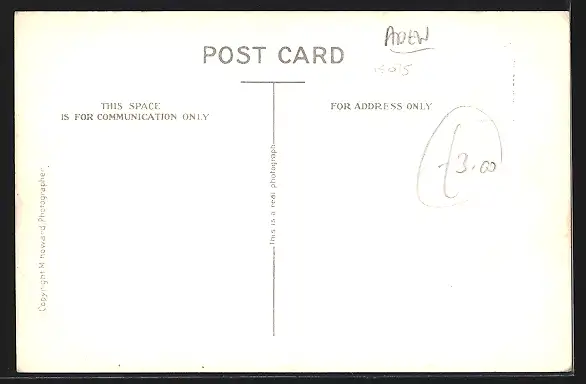 ADEN
POST CARD
THIS SPACE
IS FOR COMMUNICATION ONLY
FOR ADDRESS ONLY
£3.00
This is a real photograph
Copyright M. Howard, Photographer.